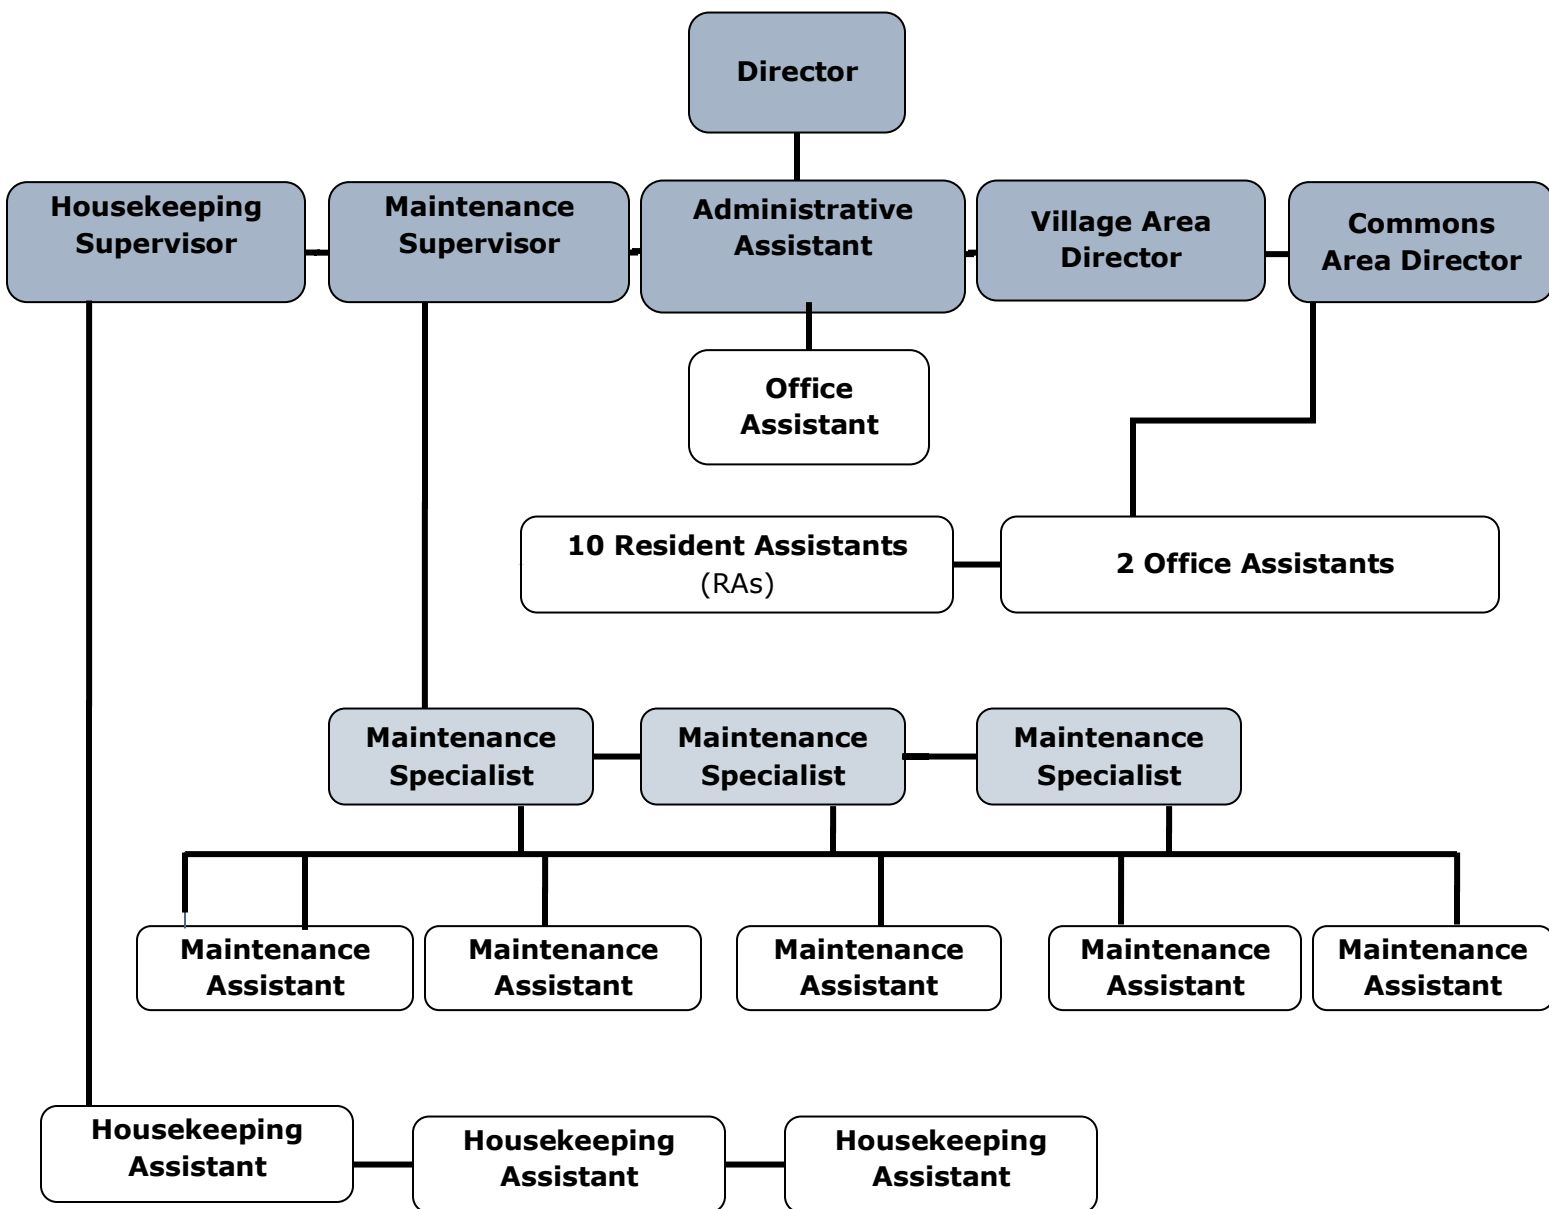 Director
Housekeeping
Supervisor
Maintenance
Supervisor
Administrative
Assistant
Village Area
Director
Commons
Area Director
Office
Assistant
10 Resident Assistants
(RAs)
2 Office Assistants
Maintenance
Specialist
Maintenance
Specialist
Maintenance
Specialist
Maintenance
Assistant
Maintenance
Assistant
Maintenance
Assistant
Maintenance
Assistant
Maintenance
Assistant
Housekeeping
Assistant
Housekeeping
Assistant
Housekeeping
Assistant